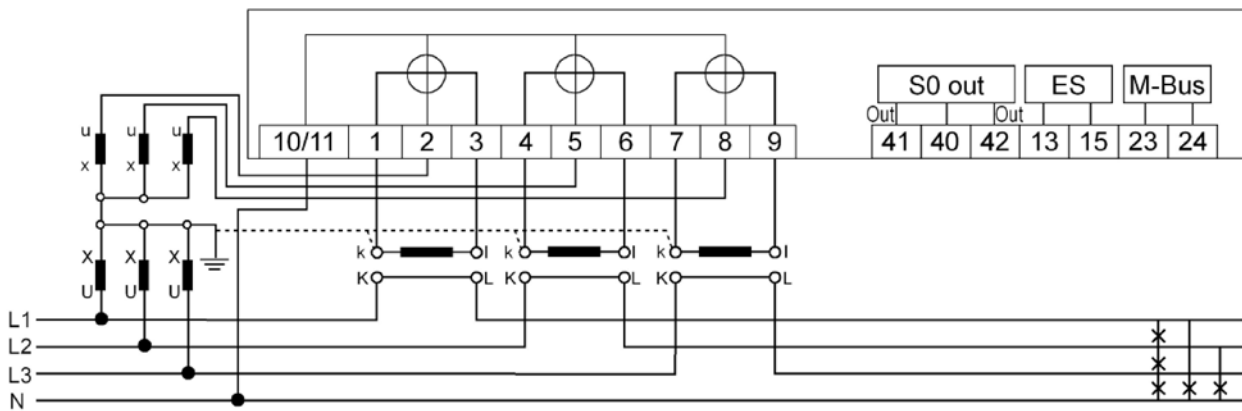 S0 out ES M-Bus
Out Out
u u u
10/11 1 2 3 4 5 6 7 8 9 41 40 42 13 15 23 24
x x x
k l k l k l
X X X
K L K L K L
U U U
L1
L2
L3
N